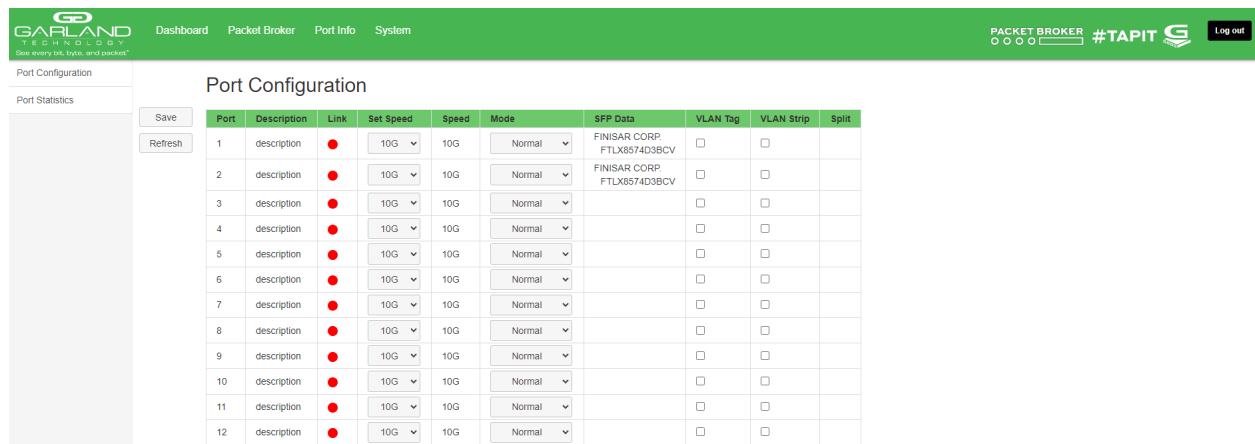 GARLAND
TECHNOLOGY
See every bit, byte, and packet®
Dashboard Packet Broker Port Info System
PACKET BROKER
#TAPIT
Log out
Port Configuration
Port Statistics
Port Configuration
Save
Refresh
Port Description Link Set Speed Speed Mode SFP Data VLAN Tag VLAN Strip Split
1 description 10G 10G Normal FINISAR CORP.
FTLX8574D3BCV
2 description 10G 10G Normal FINISAR CORP.
FTLX8574D3BCV
3 description 10G 10G Normal
4 description 10G 10G Normal
5 description 10G 10G Normal
6 description 10G 10G Normal
7 description 10G 10G Normal
8 description 10G 10G Normal
9 description 10G 10G Normal
10 description 10G 10G Normal
11 description 10G 10G Normal
12 description 10G 10G Normal